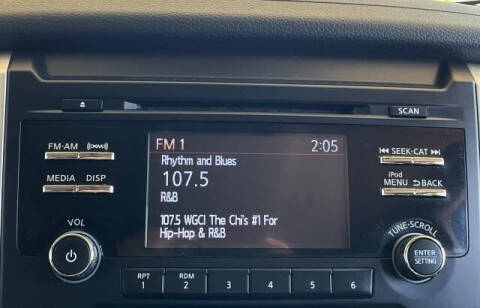 SCAN
FM·AM
MEDIA DISP
VOL
FM 1 2:05
Rhythm and Blues
107.5
R&B
107.5 WGCI The Chi's #1 For
Hip-Hop & R&B
SEEK·CAT
iPod
MENU BACK
TUNE·SCROLL
ENTER
SETTING
RPT RDM
1 2 3 4 5 6